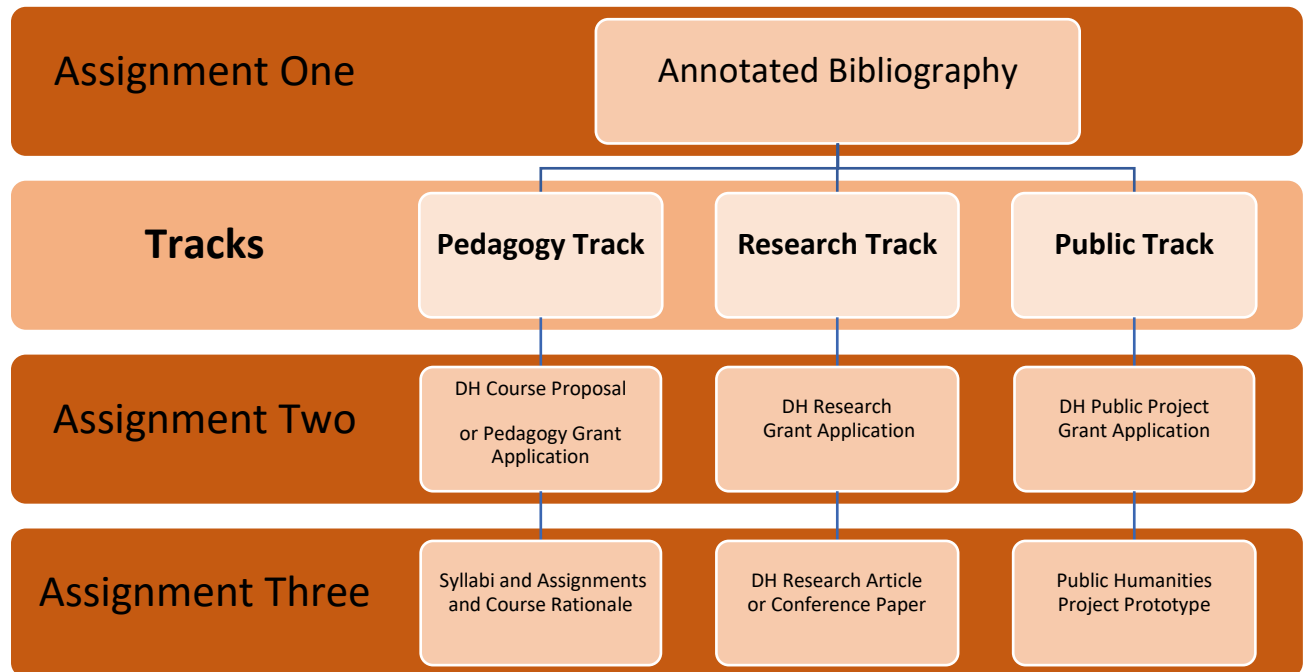 Assignment One
Annotated Bibliography
Tracks
Pedagogy Track
Research Track
Public Track
Assignment Two
DH Course Proposal
or Pedagogy Grant
Application
DH Research
Grant Application
DH Public Project
Grant Application
Assignment Three
Syllabi and Assignments
and Course Rationale
DH Research Article
or Conference Paper
Public Humanities
Project Prototype